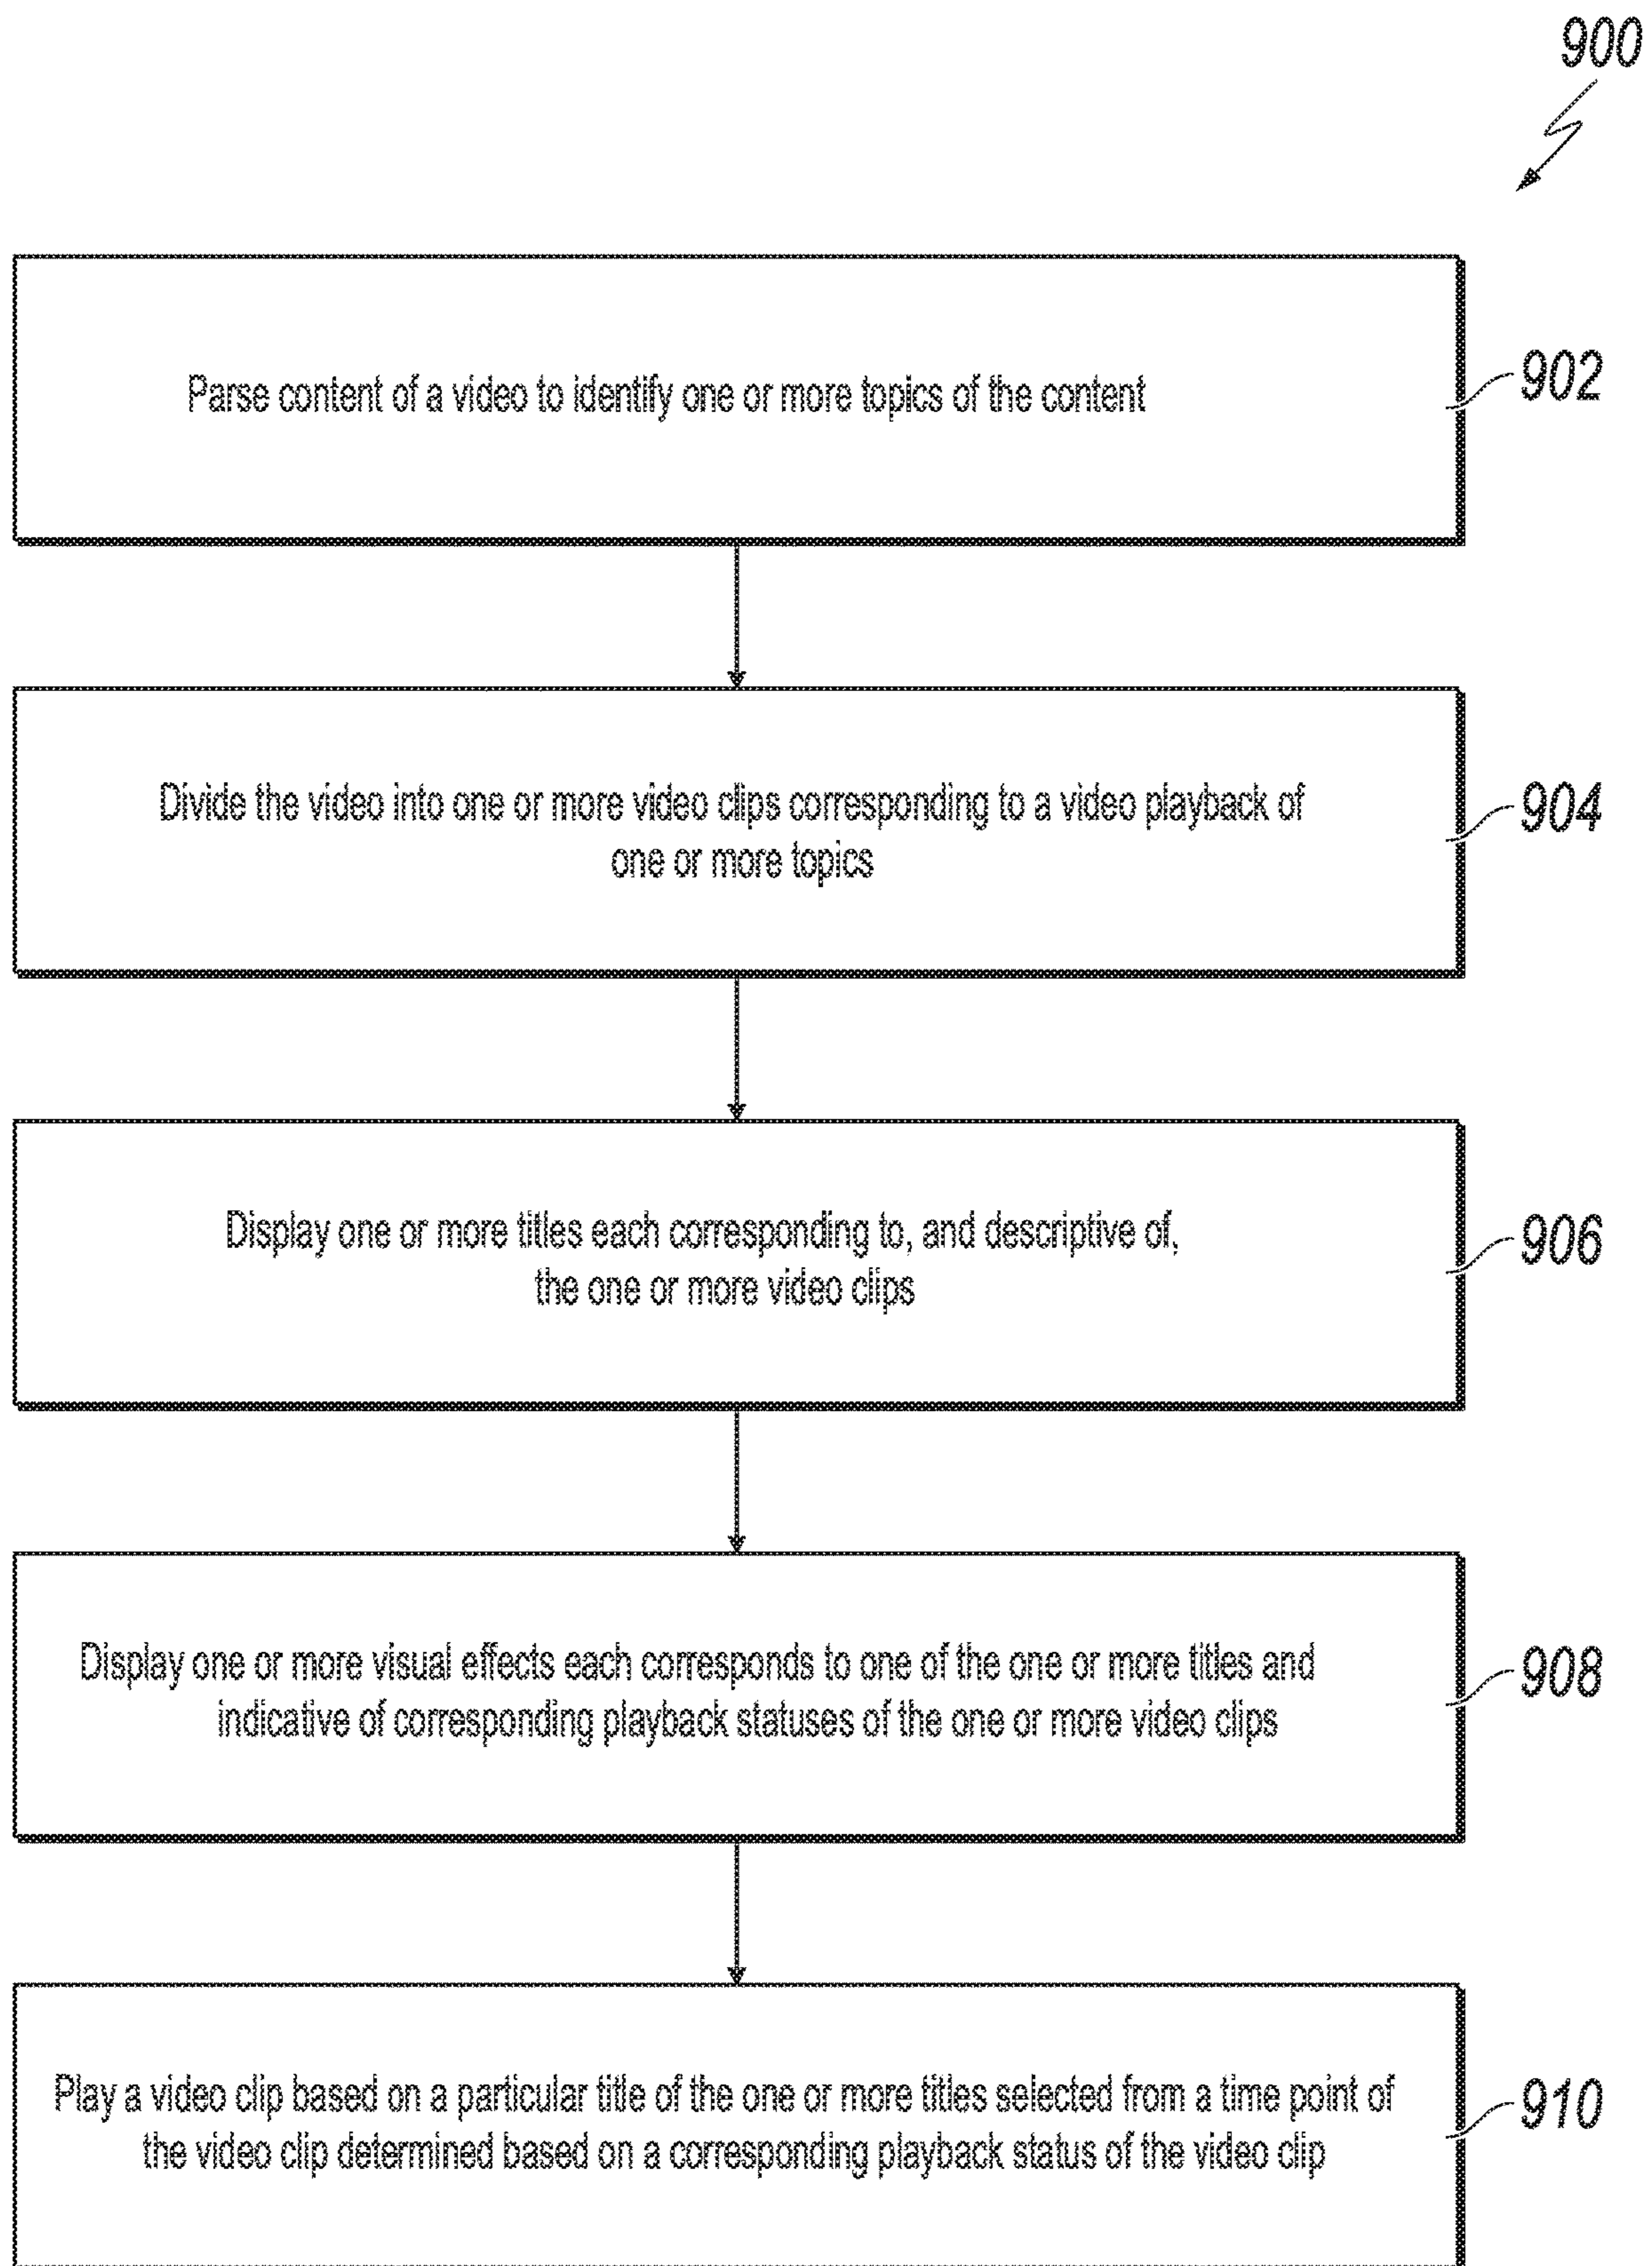 900
Parse content of a video to identify one or more topics of the content
902
Divide the video into one or more video clips corresponding to a video playback of
one or more topics
904
Display one or more titles each corresponding to, and descriptive of,
the one or more video clips
906
Display one or more visual effects each corresponds to one of the one or more titles and
indicative of corresponding playback statuses of the one or more video clips
908
Play a video clip based on a particular title of the one or more titles selected from a time point of
the video clip determined based on a corresponding playback status of the video clip
910